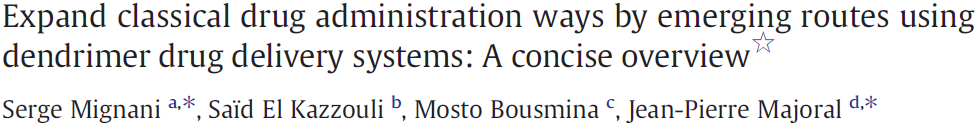 Expand classical drug administration ways by emerging routes using
dendrimer drug delivery systems: A concise overview☆
Serge Mignani a,*, Saïd El Kazzouli b, Mosto Bousmina c, Jean-Pierre Majoral d,*